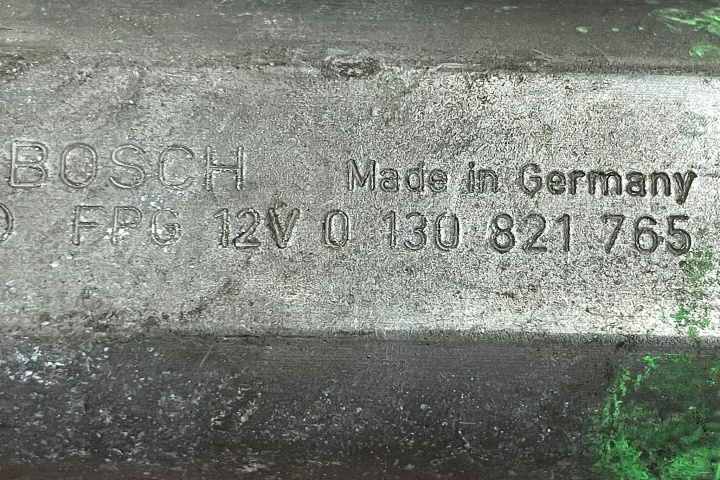 BOSCH Made in Germany
FPG 12V 0 130 821 765